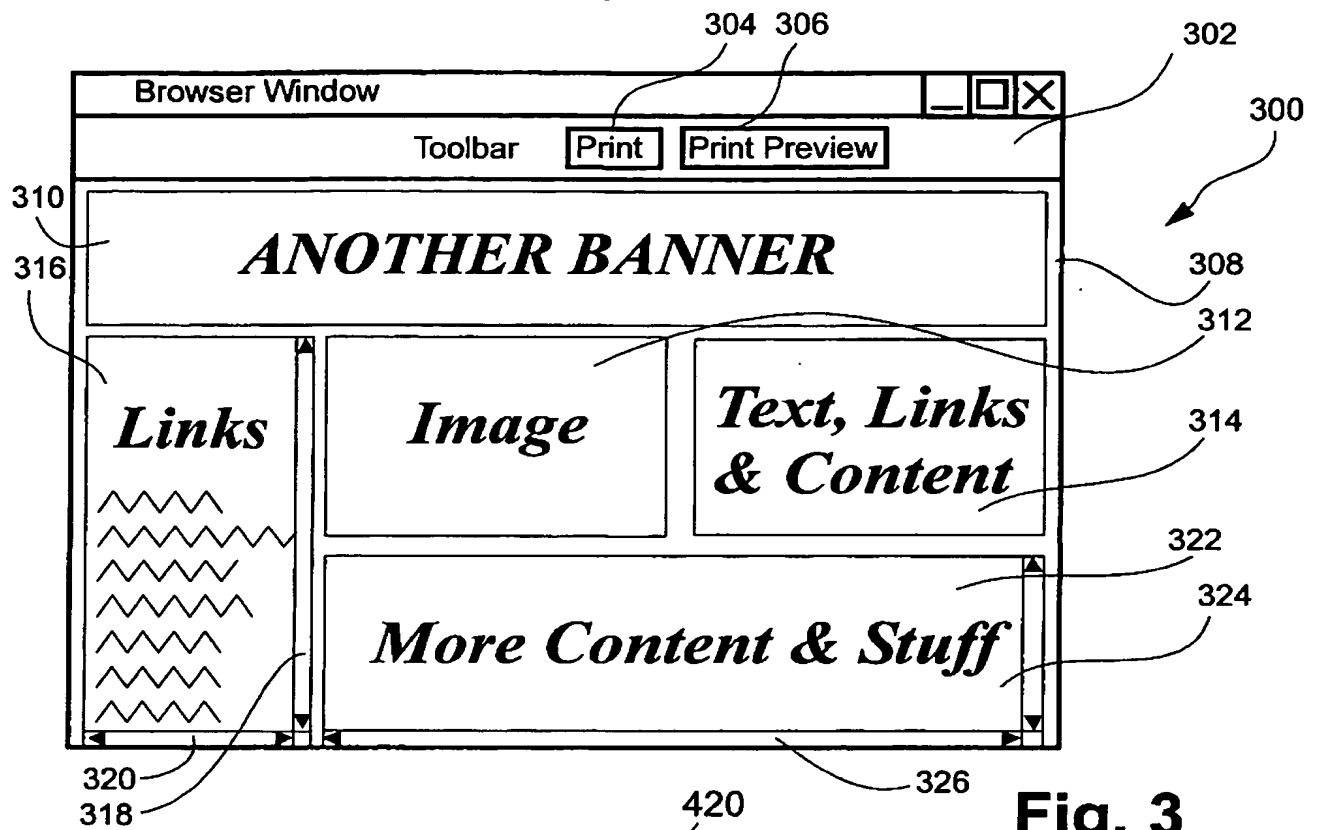 304 306
302
Browser Window
300
Toolbar Print Print Preview
310
ANOTHER BANNER
316
308
312
Links
Image
Text, Links
& Content
314
322
324
More Content & Stuff
320
318
326
420
Fig. 3